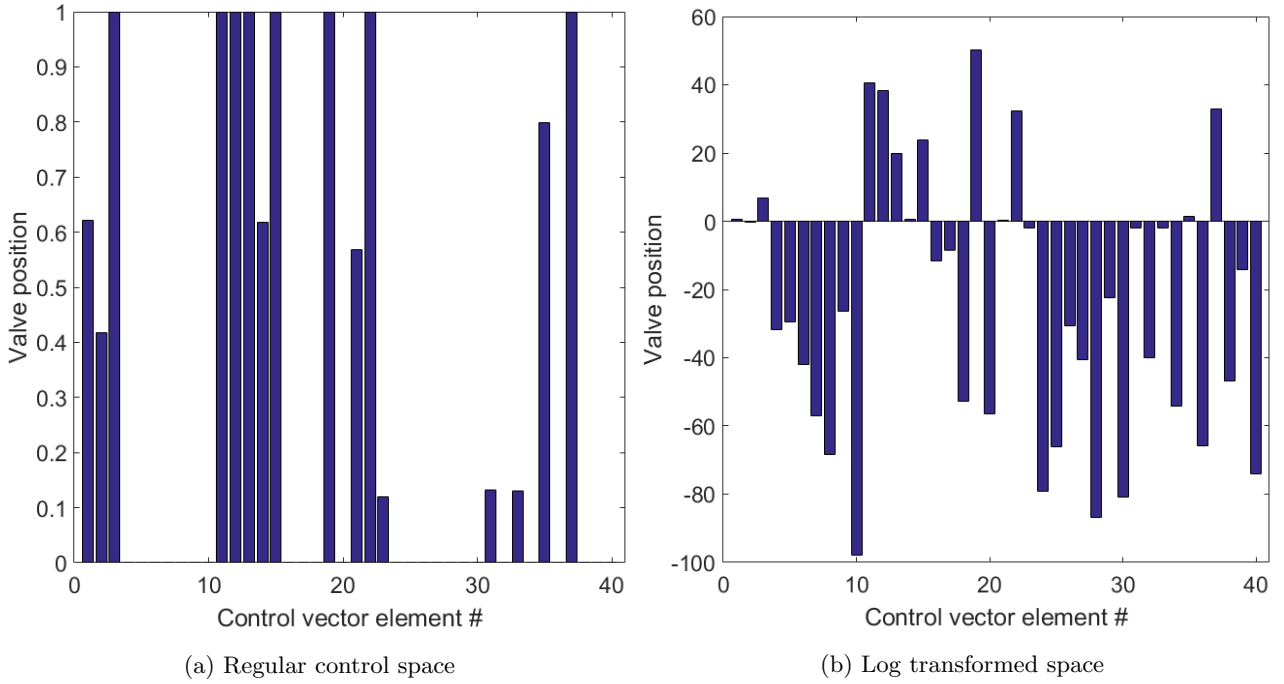 1
0.9
0.8
0.7
0.6
0.5
0.4
0.3
0.2
0.1
0
Valve position
0 10 20 30 40
Control vector element #
(a) Regular control space
60
40
20
0
-20
-40
-60
-80
-100
Valve position
0 10 20 30 40
Control vector element #
(b) Log transformed space